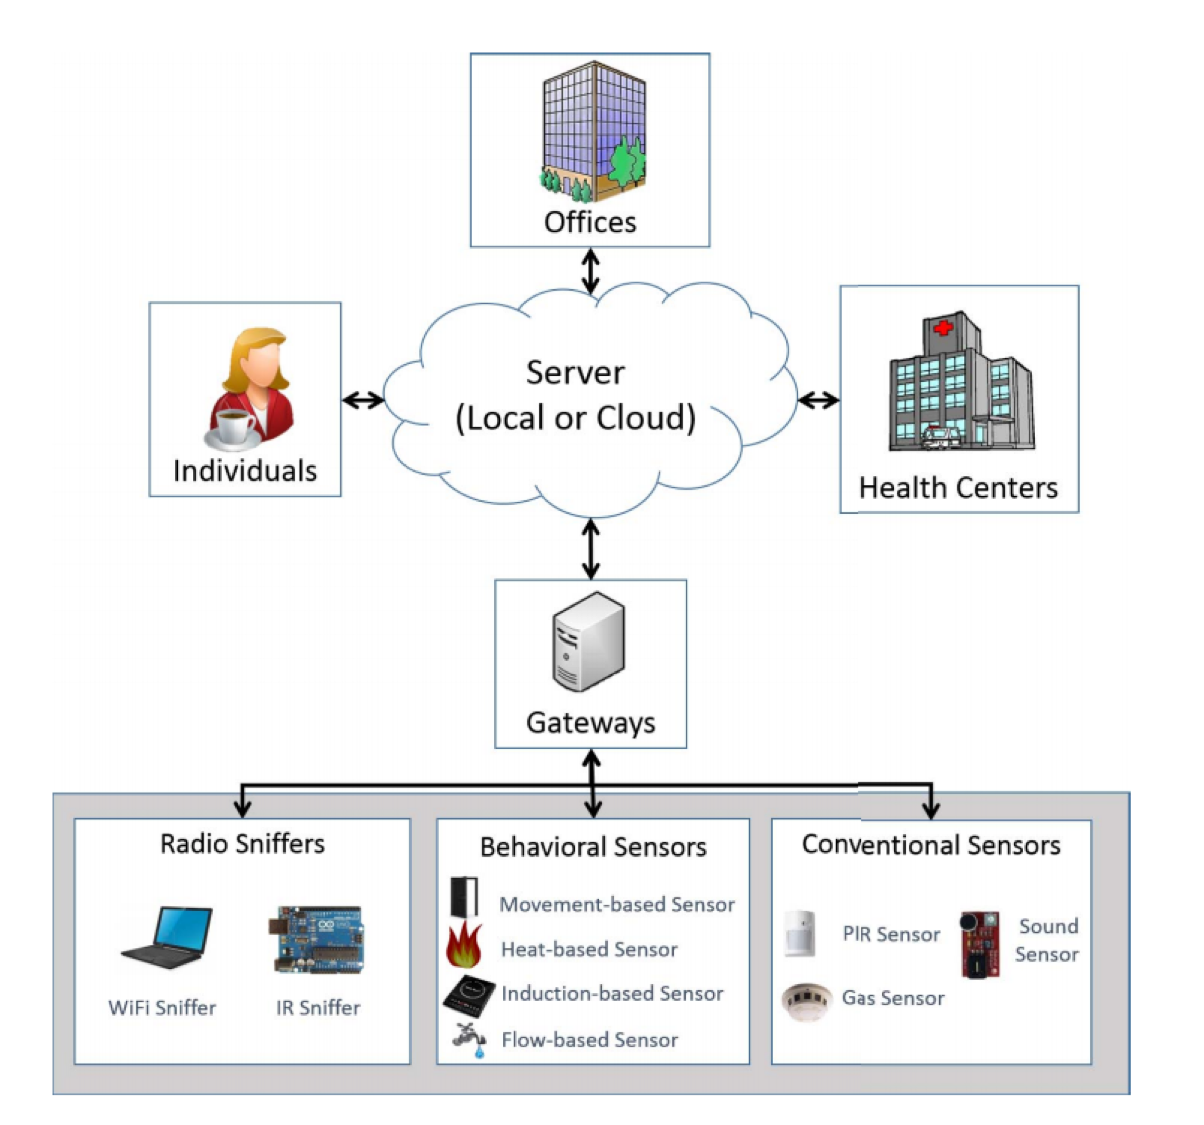 Offices
Server
(Local or Cloud)
Individuals
Health Centers
Gateways
Radio Sniffers
WiFi Sniffer
IR Sniffer
Behavioral Sensors
Movement-based Sensor
Heat-based Sensor
Induction-based Sensor
Flow-based Sensor
Conventional Sensors
PIR Sensor
Sound
Sensor
Gas Sensor